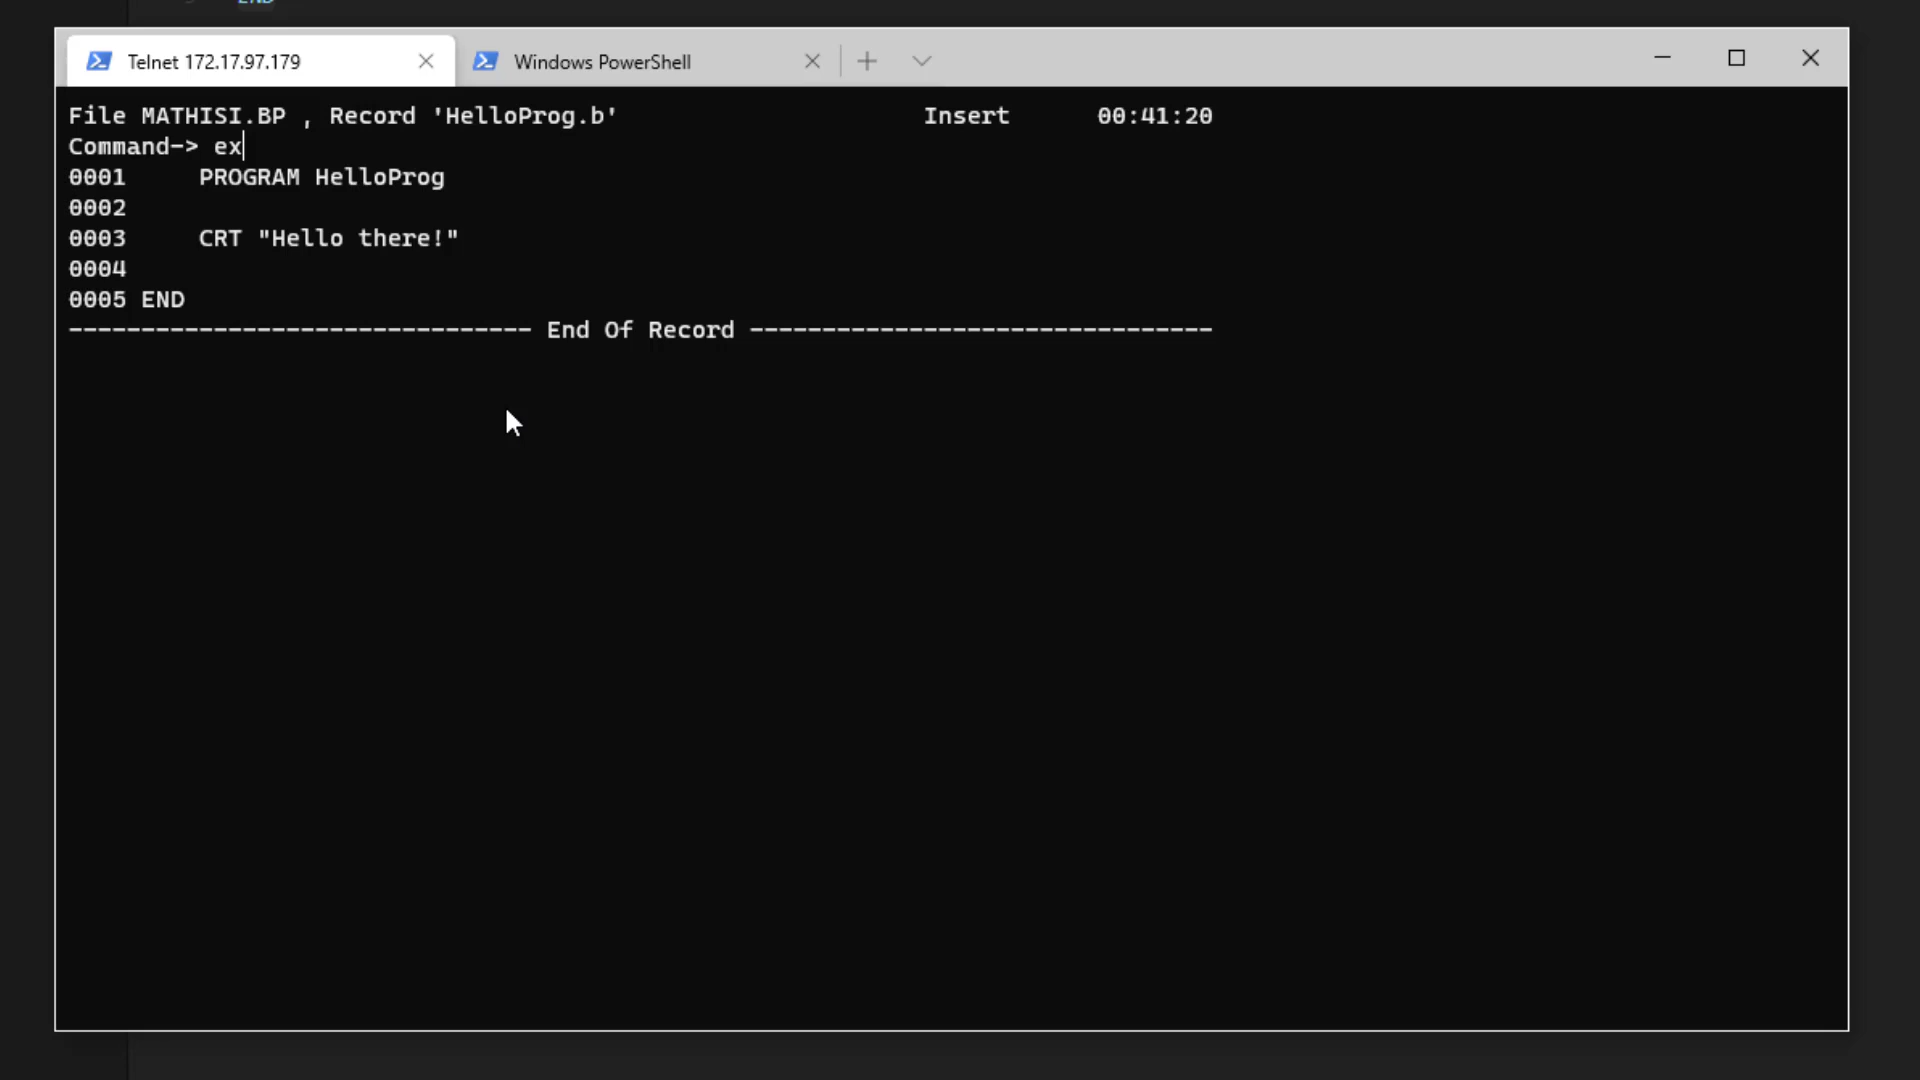 END
Telnet 172.17.97.179
Windows PowerShell
File MATHISI.BP , Record 'HelloProg.b' Insert 00:41:20
Command-> ex
0001     PROGRAM HelloProg
0002
0003     CRT "Hello there!"
0004
0005 END
-------------------------------- End Of Record --------------------------------